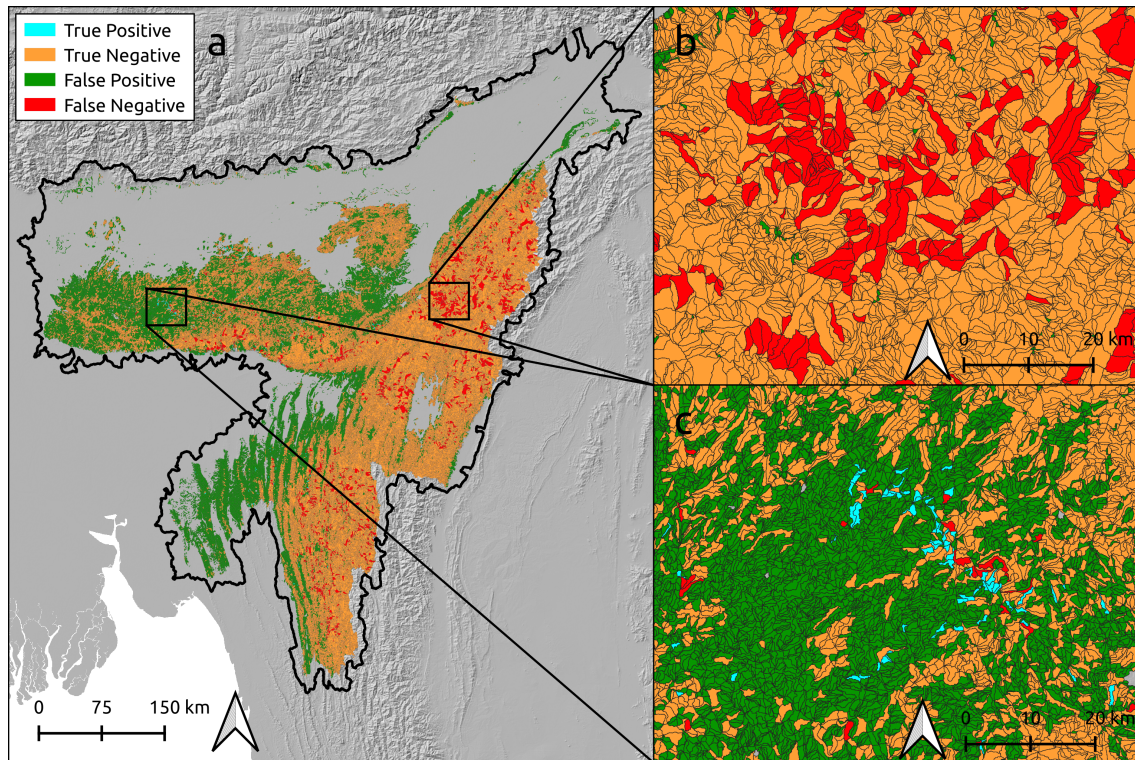 True Positive
True Negative
False Positive
False Negative
a
b
0 10 20 km
c
0 10 20 km
0 75 150 km